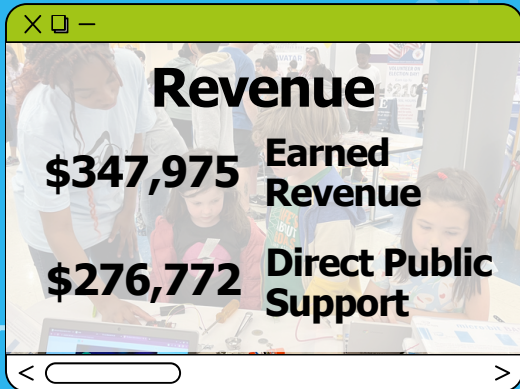 Revenue
$347,975 Earned
Revenue
$276,772 Direct Public
Support